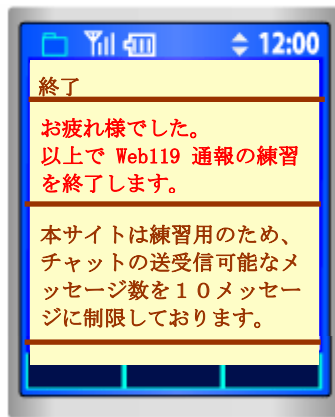 12:00
終了
お疲れ様でした。
以上で Web119 通報の練習
を終了します。
本サイトは練習用のため、
チャットの送受信可能なメ
ッセージ数を１０メッセー
ジに制限しております。